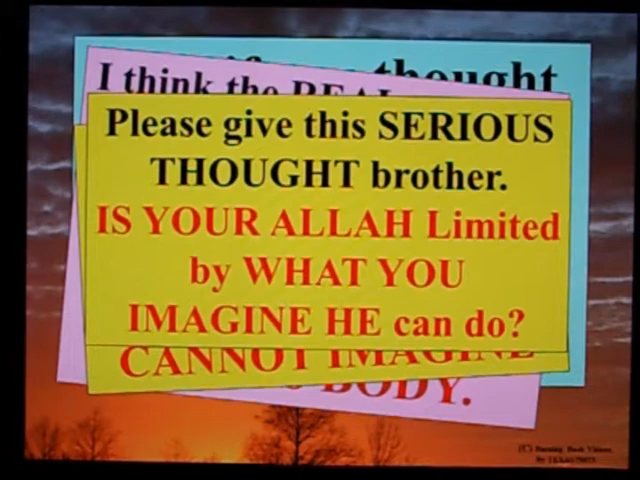 thought
I think the REAL
Please give this SERIOUS
THOUGHT brother.
IS YOUR ALLAH Limited
by WHAT YOU
IMAGINE HE can do?
CANNOT IMAGINE
BODY.